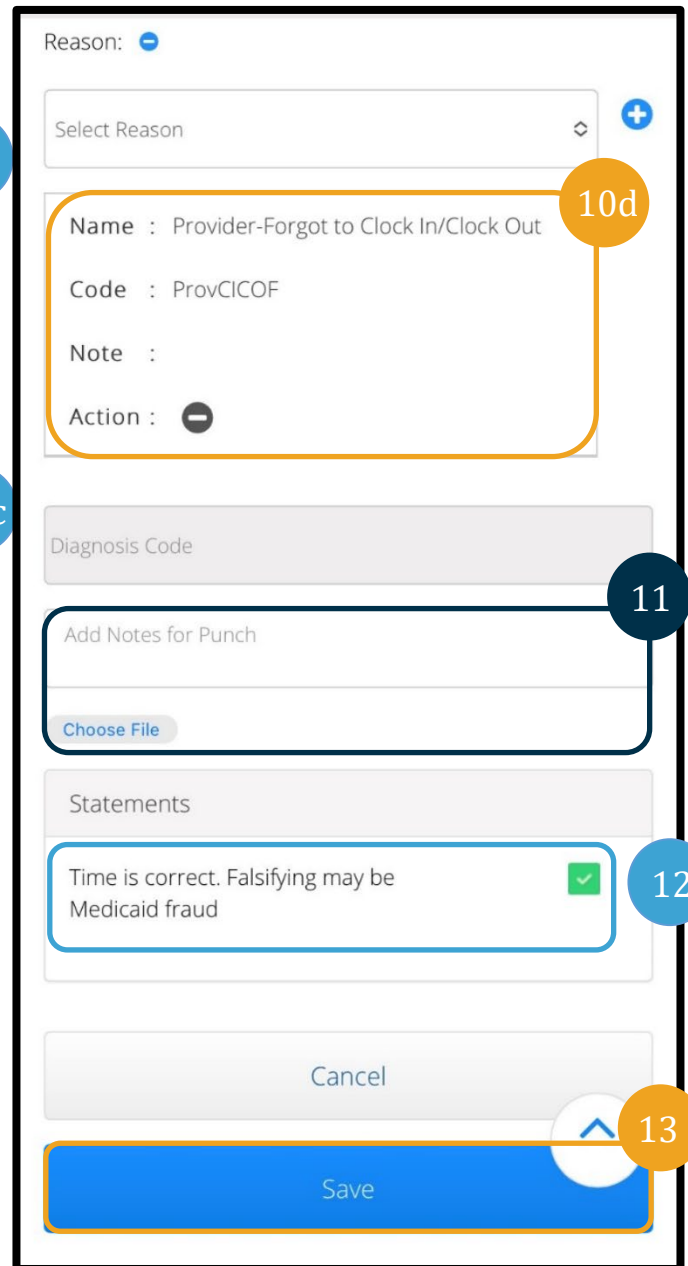 Reason:
Select Reason
10d
Name : Provider-Forgot to Clock In/Clock Out
Code : ProvCICOF
Note :
Action :
c
Diagnosis Code
11
Add Notes for Punch
Choose File
Statements
Time is correct. Falsifying may be
Medicaid fraud
12
Cancel
13
Save